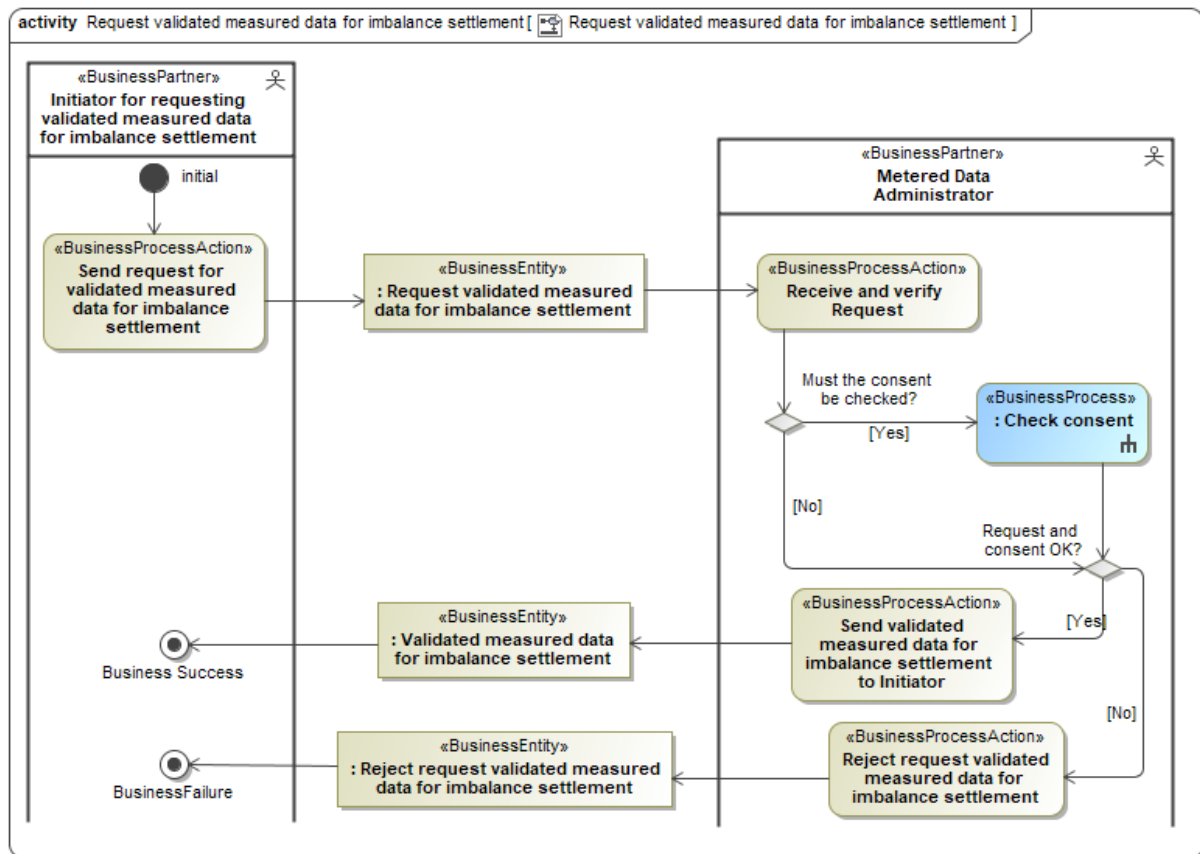 activity Request validated measured data for imbalance settlement[ Request validated measured data for imbalance settlement ]
«BusinessPartner»
Initiator for requesting
validated measured data
for imbalance settlement
«BusinessPartner»
Metered Data
Administrator
initial
«BusinessProcessAction»
Send request for
validated measured
data for imbalance
settlement
«BusinessEntity»
: Request validated measured
data for imbalance settlement
«BusinessProcessAction»
Receive and verify
Request
Must the consent
be checked?
[Yes]
«BusinessProcess»
: Check consent
[No]
Request and
consent OK?
[Yes]
«BusinessProcessAction»
Send validated
measured data for
imbalance settlement
to Initiator
«BusinessEntity»
: Validated measured data
for imbalance settlement
Business Success
[No]
«BusinessProcessAction»
Reject request validated
measured data for
imbalance settlement
«BusinessEntity»
: Reject request validated measured
data for imbalance settlement
BusinessFailure